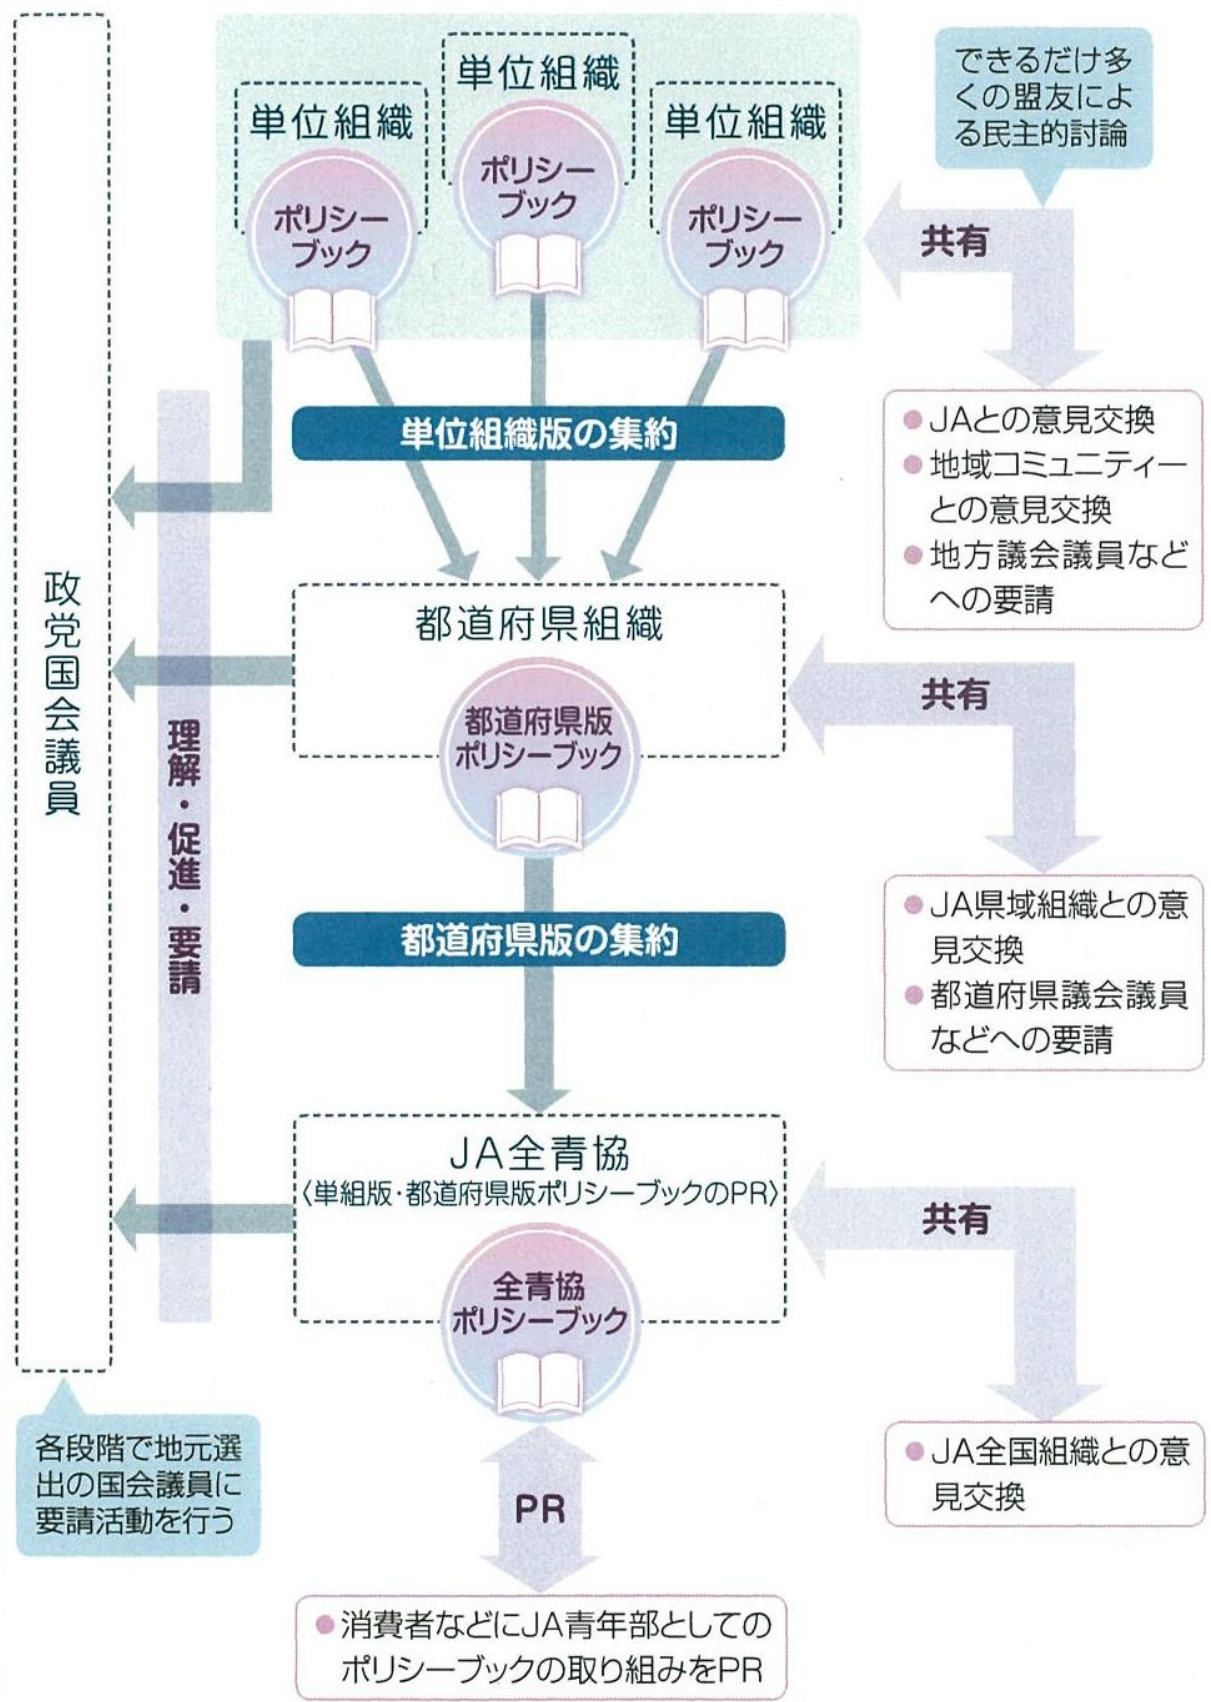 単位組織
単位組織
単位組織
ポリシー
ブック
ポリシー
ブック
ポリシー
ブック
できるだけ多
くの盟友によ
る民主的討論
共有
単位組織版の集約
JAとの意見交換
地域コミュニティー
との意見交換
地方議会議員など
への要請
政党国会議員
理解・促進・要請
都道府県組織
都道府県版
ポリシーブック
共有
都道府県版の集約
JA県域組織との意
見交換
都道府県議会議員
などへの要請
JA全青協
〈単組版・都道府県版ポリシーブックのPR〉
全青協
ポリシーブック
共有
JA全国組織との意
見交換
各段階で地元選
出の国会議員に
要請活動を行う
PR
消費者などにJA青年部としての
ポリシーブックの取り組みをPR